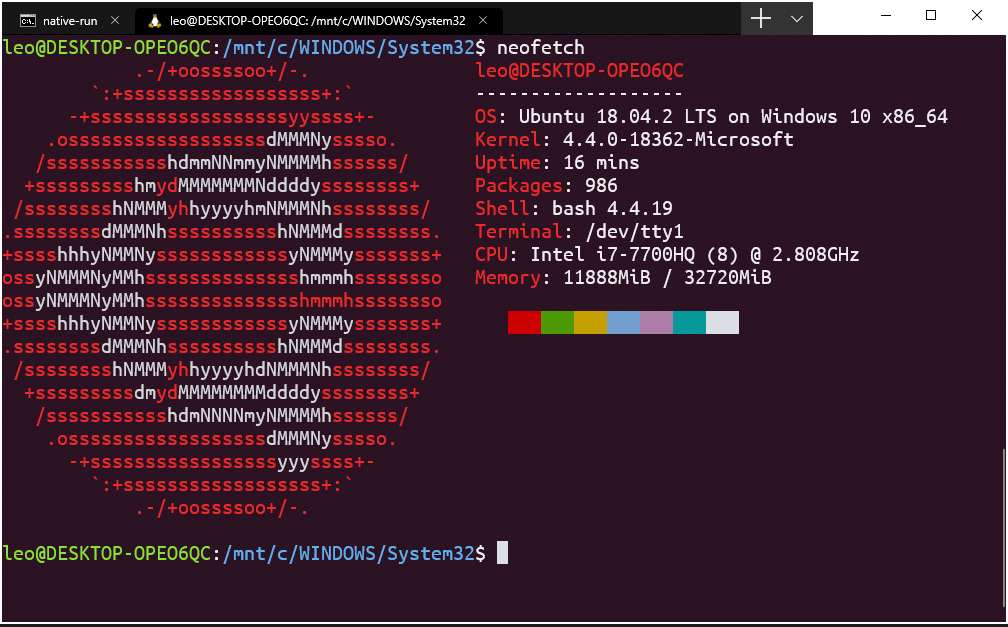 native-run
leo@DESKTOP-OPEO6QC: /mnt/c/WINDOWS/System32
leo@DESKTOP-OPEO6QC:/mnt/c/WINDOWS/System32$ neofetch
.-/+oossssoo+/-.               leo@DESKTOP-OPEO6QC
`:+ssssssssssssssssss+:`           -------------------
-+ssssssssssssssssssyyssss+-         OS: Ubuntu 18.04.2 LTS on Windows 10 x86_64
.ossssssssssssssssssdMMMNysssso.       Kernel: 4.4.0-18362-Microsoft
/ssssssssssshdmmNNmmyNMMMMhssssss/      Uptime: 16 mins
+ssssssssshmydMMMMMMMNddddyssssssss+     Packages: 986
/sssssssshNMMMyhhyyyyhmNMMMNhssssssss/    Shell: bash 4.4.19
.ssssssssdMMMNhsssssssssshNMMMdssssssss.   Terminal: /dev/tty1
+sssshhhyNMMNyssssssssssssyNMMMysssssss+   CPU: Intel i7-7700HQ (8) @ 2.808GHz
ossyNMMMNyMMhsssssssssssssshmmmhssssssso   Memory: 11888MiB / 32720MiB
ossyNMMMNyMMhsssssssssssssshmmmhssssssso
+sssshhhyNMMNyssssssssssssyNMMMysssssss+
.ssssssssdMMMNhsssssssssshNMMMdssssssss.
/sssssssshNMMMyhhyyyyhdNMMMNhssssssss/
+sssssssssdmydMMMMMMMMddddyssssssss+
/ssssssssssshdmNNNNmyNMMMMhssssss/
.ossssssssssssssssssdMMMNysssso.
-+sssssssssssssssssyyyssss+-
`:+ssssssssssssssssss+:`
.-/+oossssoo+/-.
leo@DESKTOP-OPEO6QC:/mnt/c/WINDOWS/System32$